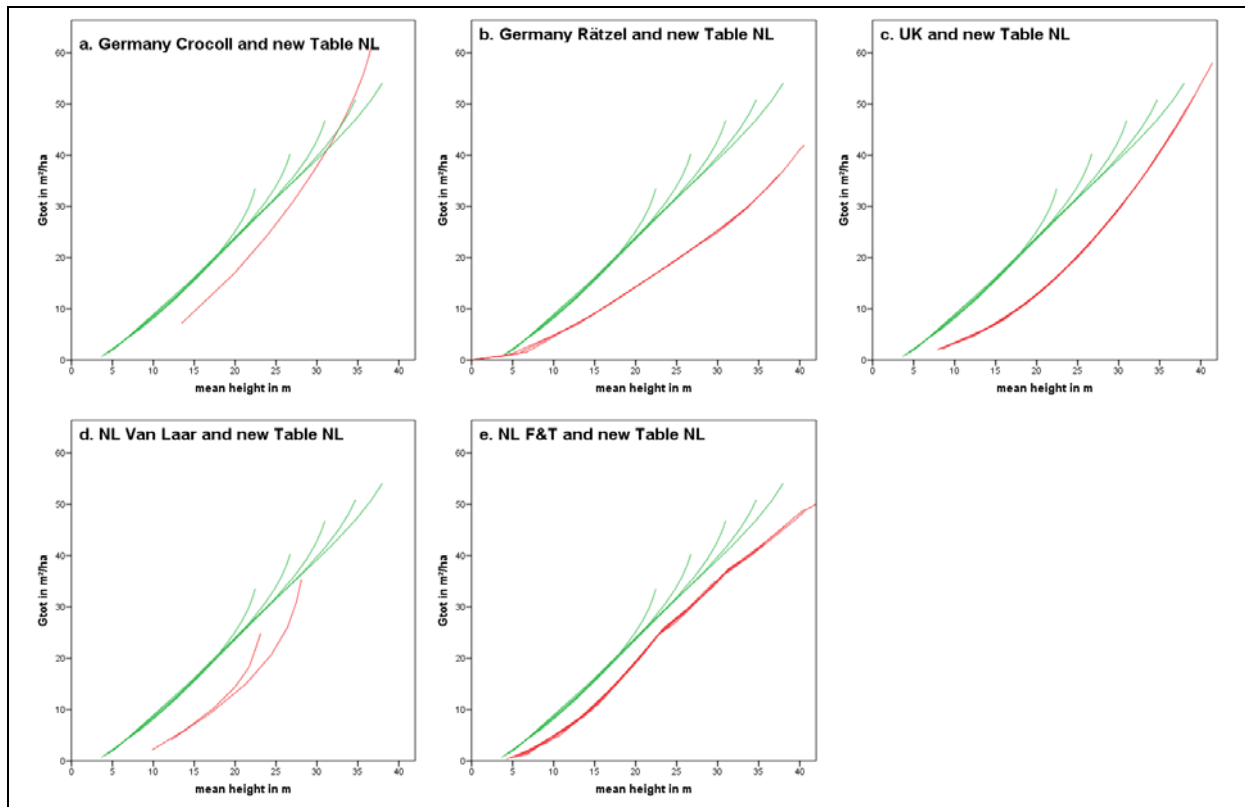 a. Germany Crocoll and new Table NL
60
50
40
30
20
10
0
Gtot in m²/ha
0 5 10 15 20 25 30 35 40
mean height in m
b. Germany Rätzel and new Table NL
60
50
40
30
20
10
0
Gtot in m²/ha
0 5 10 15 20 25 30 35 40
mean height in m
c. UK and new Table NL
60
50
40
30
20
10
0
Gtot in m²/ha
0 5 10 15 20 25 30 35 40
mean height in m
d. NL Van Laar and new Table NL
60
50
40
30
20
10
0
Gtot in m²/ha
0 5 10 15 20 25 30 35 40
mean height in m
e. NL F&T and new Table NL
60
50
40
30
20
10
0
Gtot in m²/ha
0 5 10 15 20 25 30 35 40
mean height in m